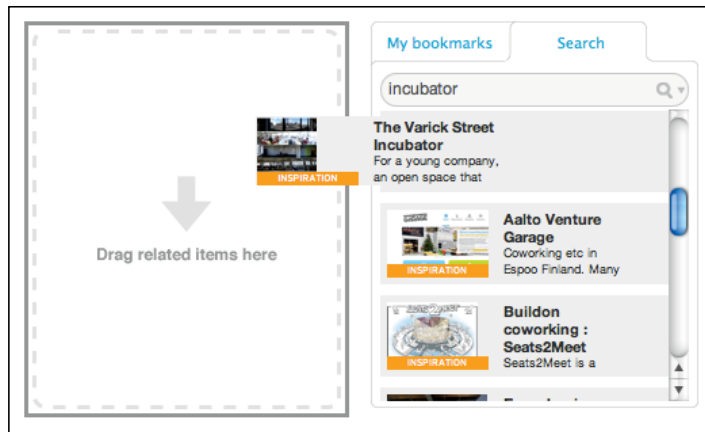 My bookmarks
Search
incubator
The Varick Street
Incubator
For a young company,
an open space that
INSPIRATION
Drag related items here
Aalto Venture
Garage
Coworking etc in
Espoo Finland. Many
INSPIRATION
Buildon
coworking :
Seats2Meet
Seats2Meet is a
INSPIRATION